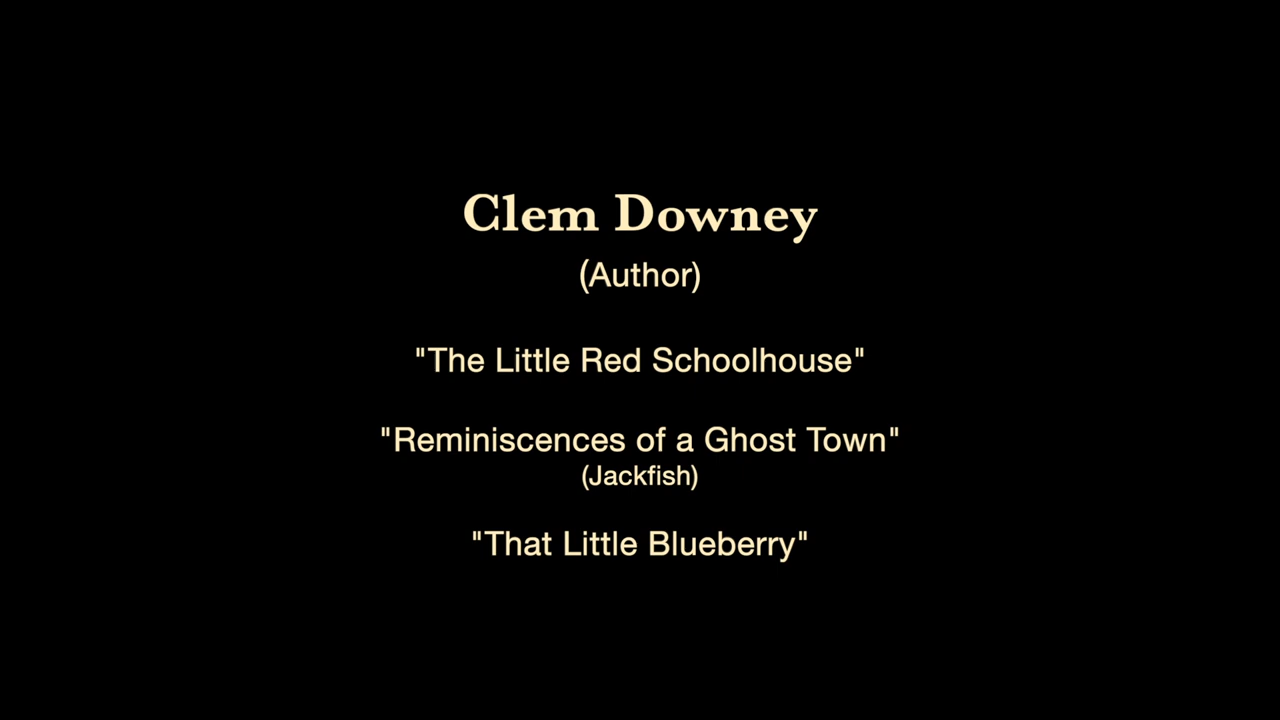 Clem Downey
(Author)
"The Little Red Schoolhouse"
"Reminiscences of a Ghost Town"
(Jackfish)
"That Little Blueberry"